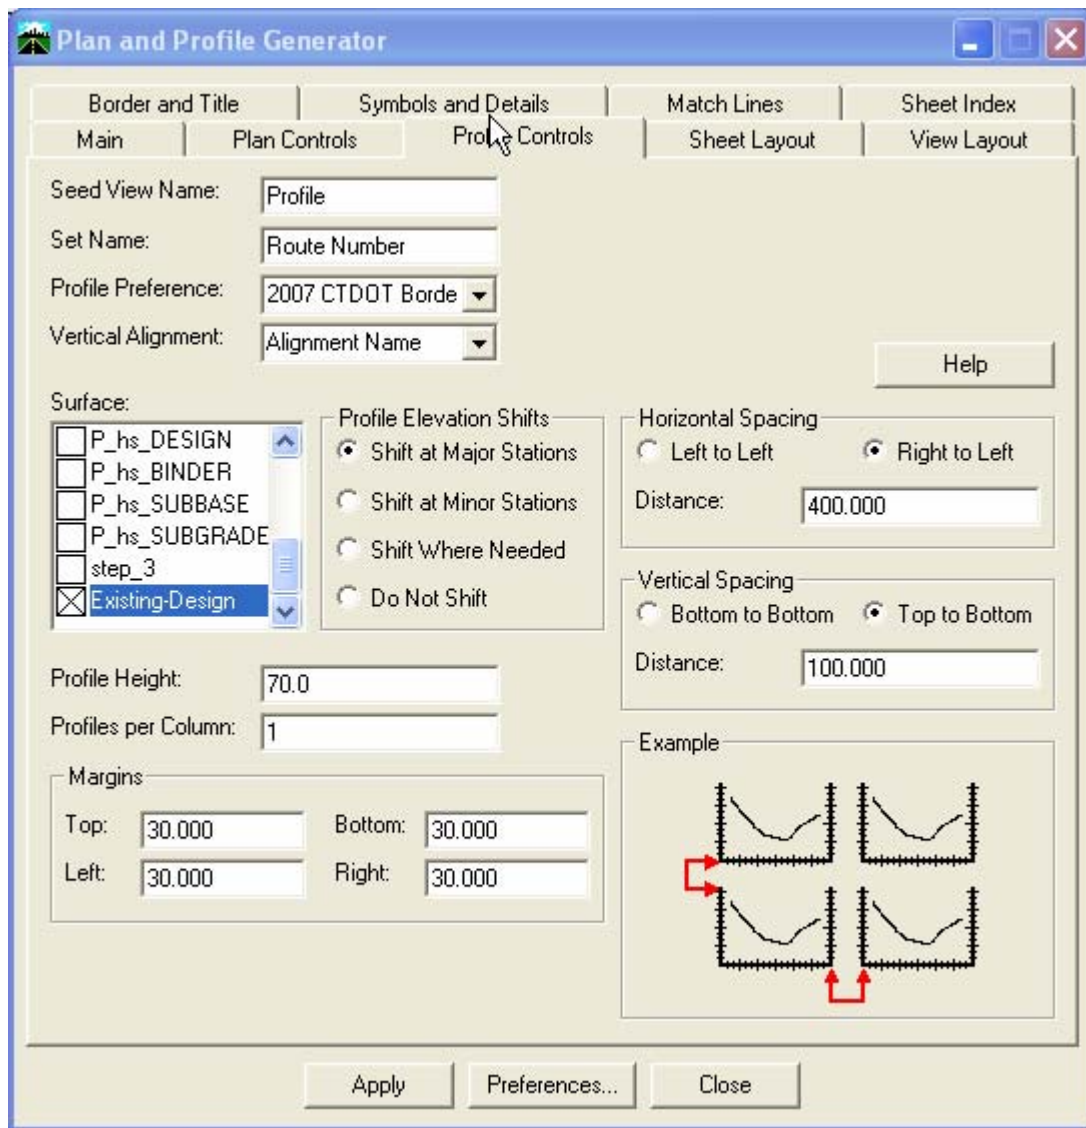 Plan and Profile Generator
Border and Title
Symbols and Details
Match Lines
Sheet Index
Main
Plan Controls
Profile Controls
Sheet Layout
View Layout
Seed View Name:
Profile
Set Name:
Route Number
Profile Preference:
2007 CTDOT Borde
Vertical Alignment:
Alignment Name
Help
Surface:
P_hs_DESIGN
P_hs_BINDER
P_hs_SUBBASE
P_hs_SUBGRADE
step_3
Existing-Design
Profile Elevation Shifts
Shift at Major Stations
Shift at Minor Stations
Shift Where Needed
Do Not Shift
Horizontal Spacing
Left to Left
Right to Left
Distance:
400.000
Vertical Spacing
Bottom to Bottom
Top to Bottom
Distance:
100.000
Profile Height:
70.0
Profiles per Column:
1
Margins
Top:
30.000
Bottom:
30.000
Left:
30.000
Right:
30.000
Example
Apply
Preferences...
Close